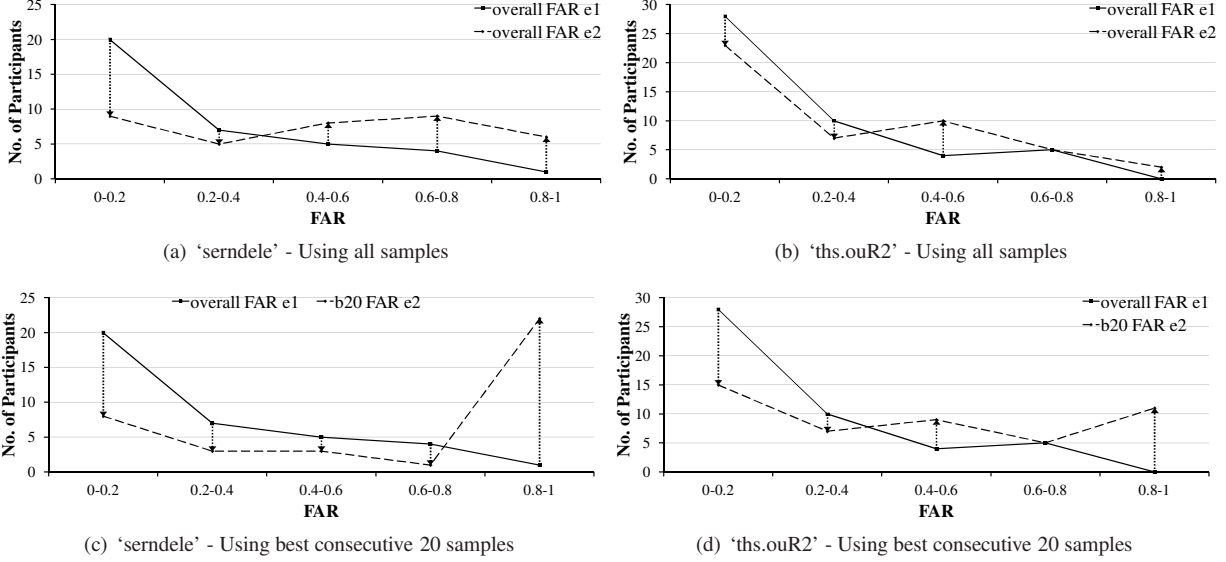 25
20
15
10
5
0
No. of Participants
overall FAR e1
overall FAR e2
0-0.2 0.2-0.4 0.4-0.6 0.6-0.8 0.8-1
FAR
(a) ‘serndele’ - Using all samples
30
25
20
15
10
5
0
No. of Participants
overall FAR e1
overall FAR e2
0-0.2 0.2-0.4 0.4-0.6 0.6-0.8 0.8-1
FAR
(b) ‘ths.ouR2’ - Using all samples
25
20
15
10
5
0
No. of Participants
overall FAR e1 b20 FAR e2
0-0.2 0.2-0.4 0.4-0.6 0.6-0.8 0.8-1
FAR
(c) ‘serndele’ - Using best consecutive 20 samples
30
25
20
15
10
5
0
No. of Participants
overall FAR e1
b20 FAR e2
0-0.2 0.2-0.4 0.4-0.6 0.6-0.8 0.8-1
FAR
(d) ‘ths.ouR2’ - Using best consecutive 20 samples